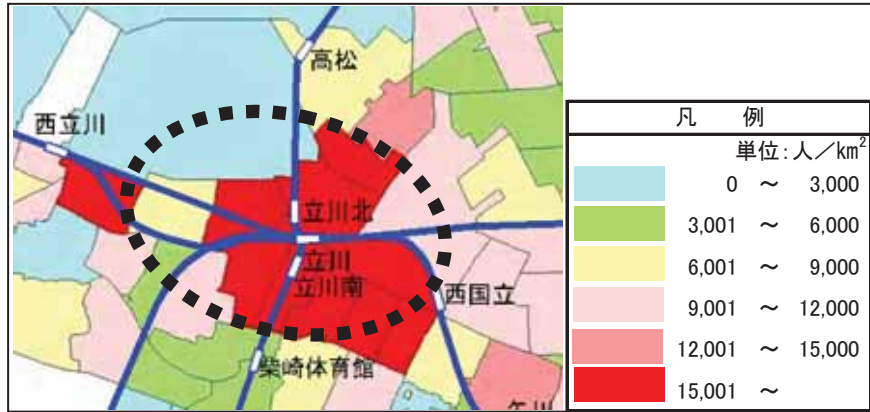 高松
西立川
立川北
立川
立川南
西国立
柴崎体育館
矢川
凡 例
単位:人/km²
0 ~ 3,000
3,001 ~ 6,000
6,001 ~ 9,000
9,001 ~ 12,000
12,001 ~ 15,000
15,001 ~